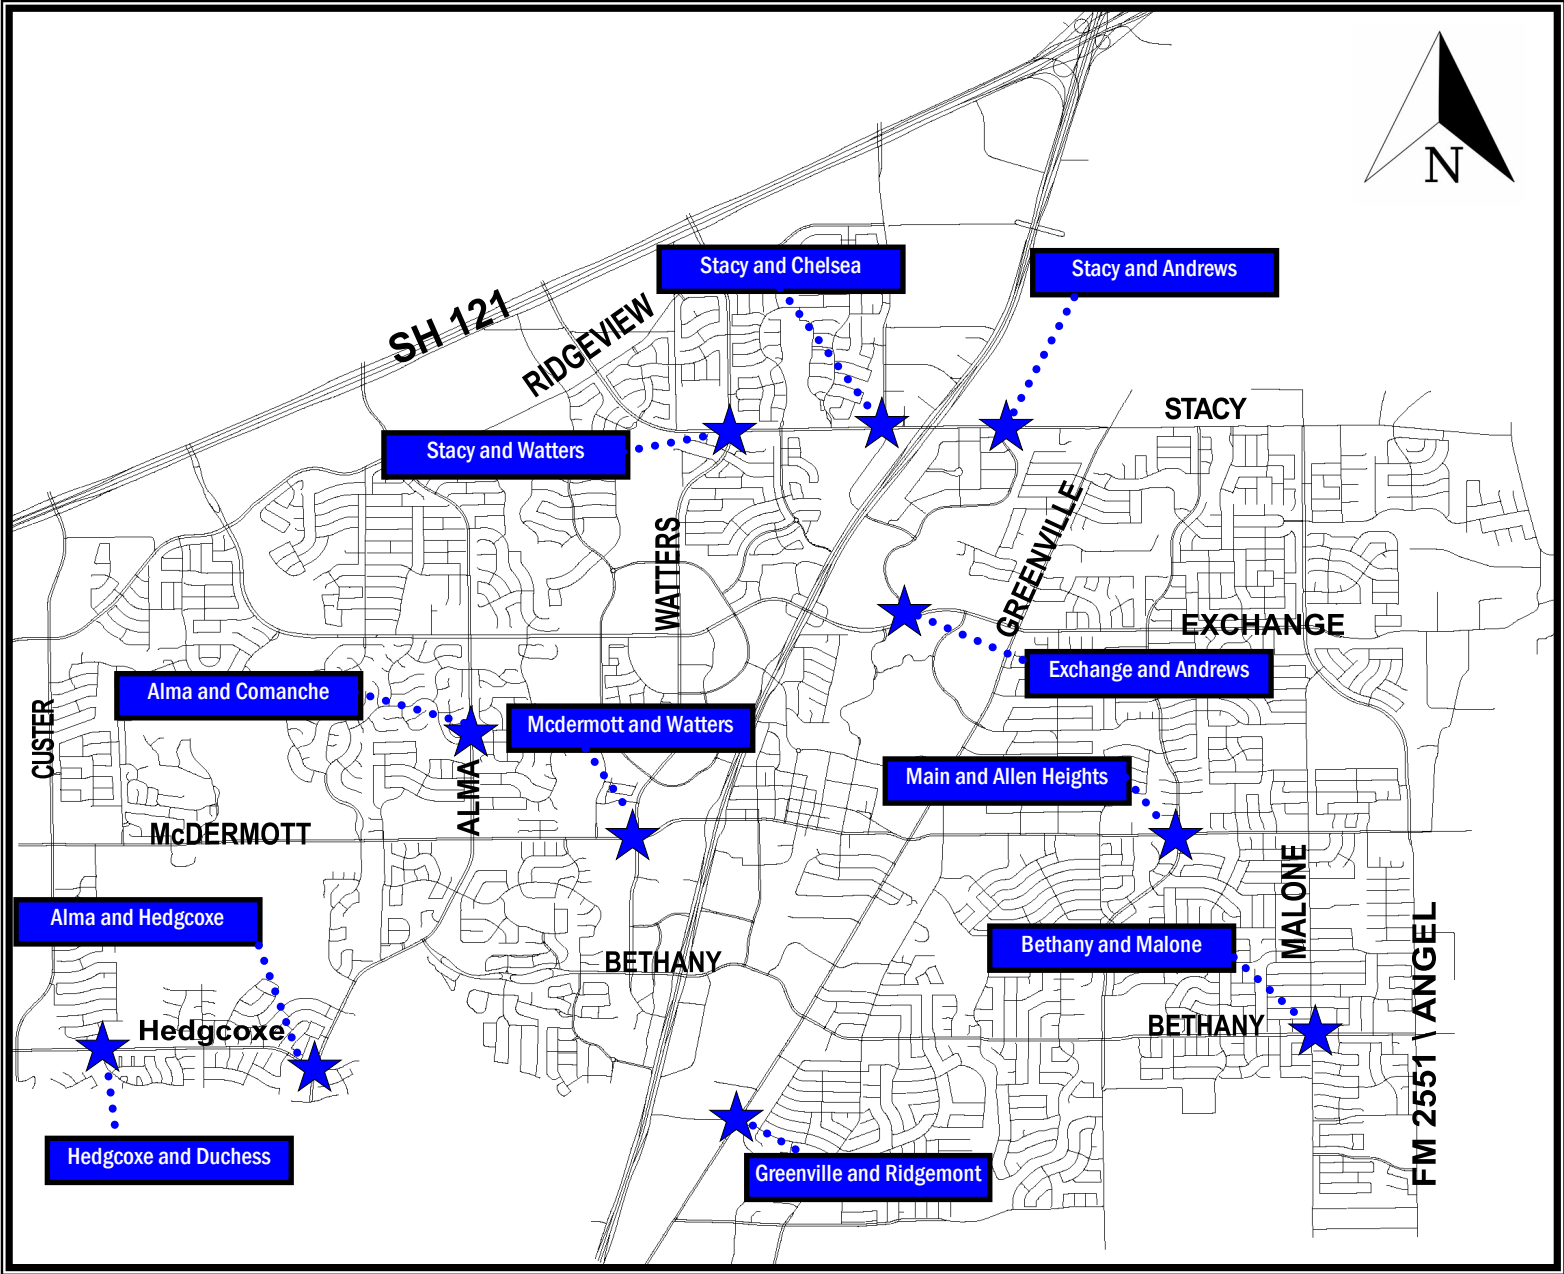 N
Stacy and Chelsea
Stacy and Andrews
SH 121
RIDGEVIEW
STACY
Stacy and Watters
WATTERS
GREENVILLE
EXCHANGE
Exchange and Andrews
Alma and Comanche
CUSTER
Mcdermott and Watters
ALMA
Main and Allen Heights
McDERMOTT
MALONE
Alma and Hedgcoxe
Bethany and Malone
BETHANY
FM 2551 \ ANGEL
Hedgcoxe
BETHANY
Hedgcoxe and Duchess
Greenville and Ridgemont